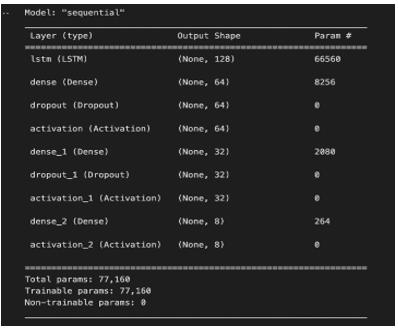 Model: "sequential"
Layer (type) Output Shape Param #
lstm (LSTM) (None, 128) 66560
dense (Dense) (None, 64) 8256
dropout (Dropout) (None, 64) 0
activation (Activation) (None, 64) 0
dense_1 (Dense) (None, 32) 2080
dropout_1 (Dropout) (None, 32) 0
activation_1 (Activation) (None, 32) 0
dense_2 (Dense) (None, 8) 264
activation_2 (Activation) (None, 8) 0
Total params: 77,160
Trainable params: 77,160
Non-trainable params: 0